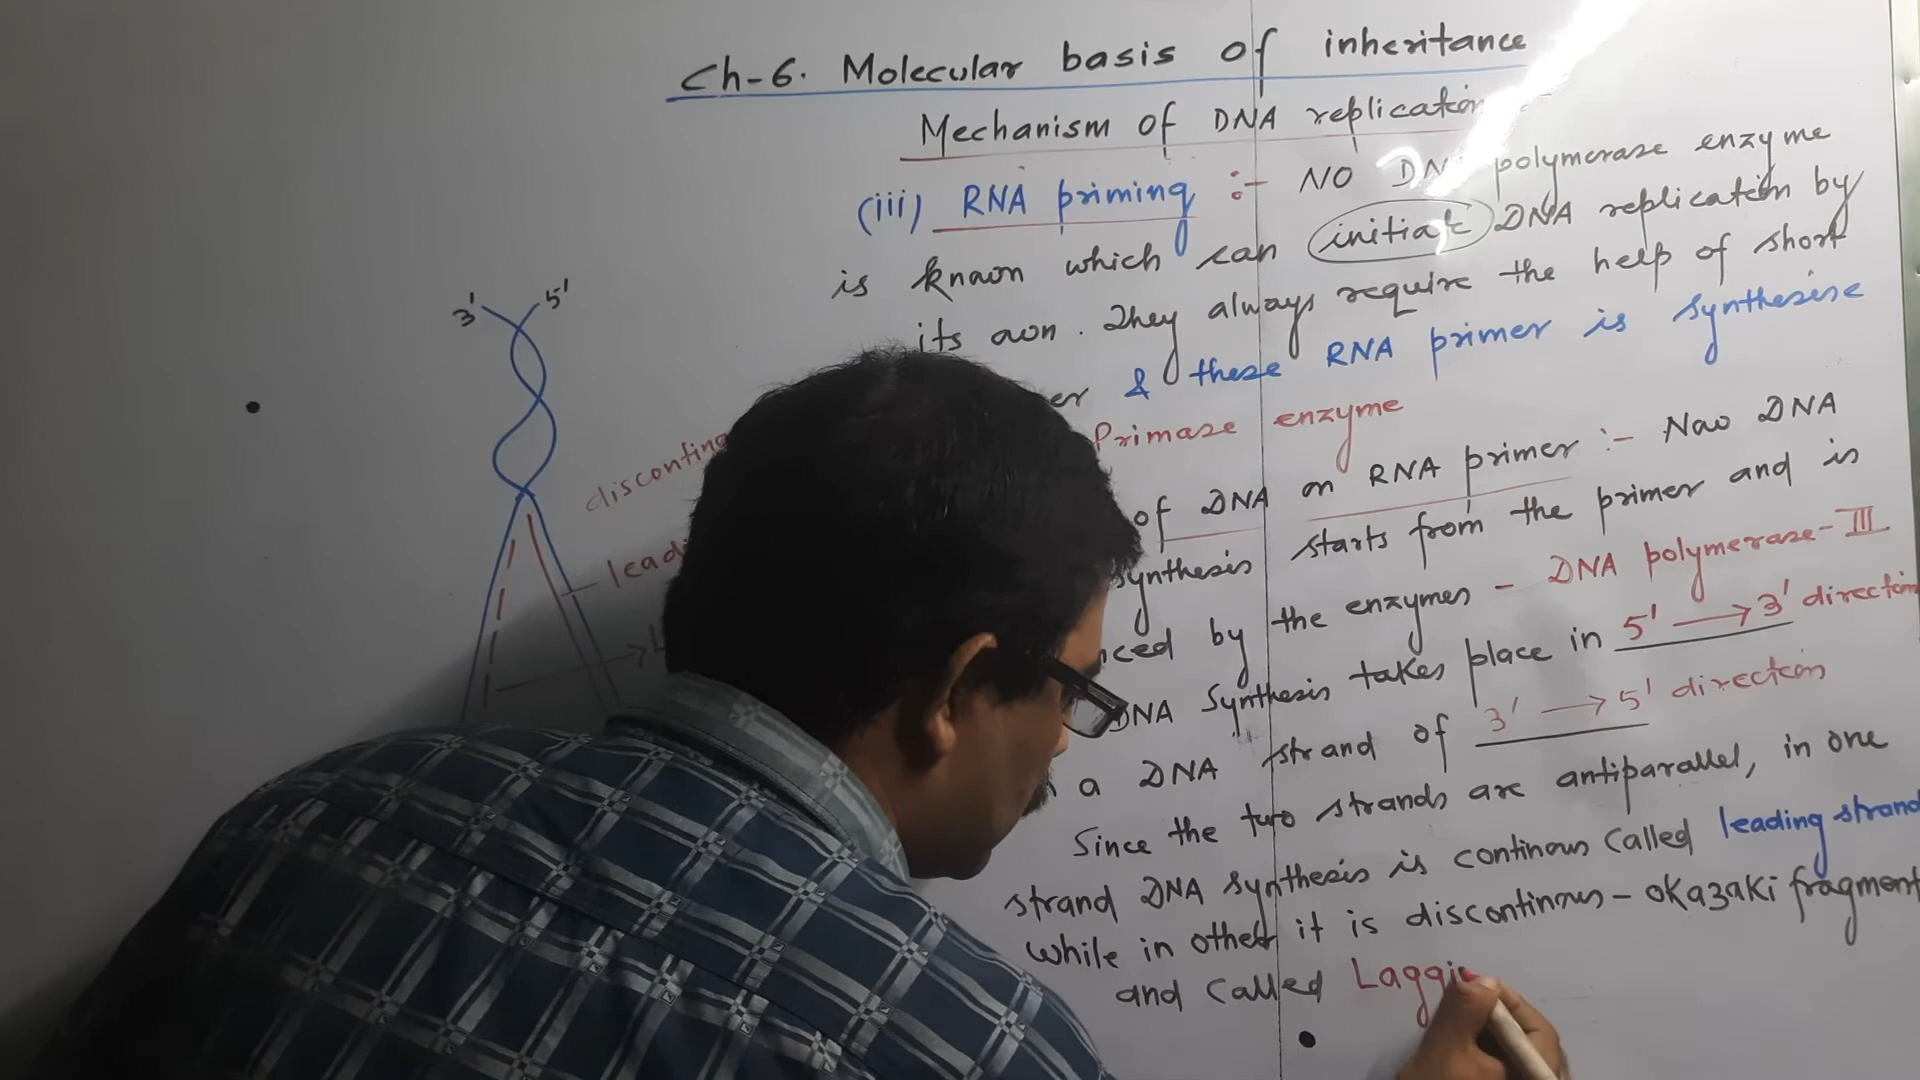 Ch-6. Molecular basis of inheritance
Mechanism of DNA replication
(iii) RNA priming :- NO DN polymerase enzyme
is known which can initiate DNA replication by
its own. They always require the help of short
er & these RNA primer is synthesise
Primase enzyme
of DNA on RNA primer :- Now DNA
synthesis starts from the primer and is
nced by the enzymes - DNA polymerase-III
DNA synthesis takes place in 5' → 3' direction
a DNA strand of 3' → 5' direction
Since the two strands are antiparallel, in one
strand DNA synthesis is continous called leading strand
while in other it is discontinous - okazaki fragment
and called Laggi
3' 5'
discontinu
leadi
L